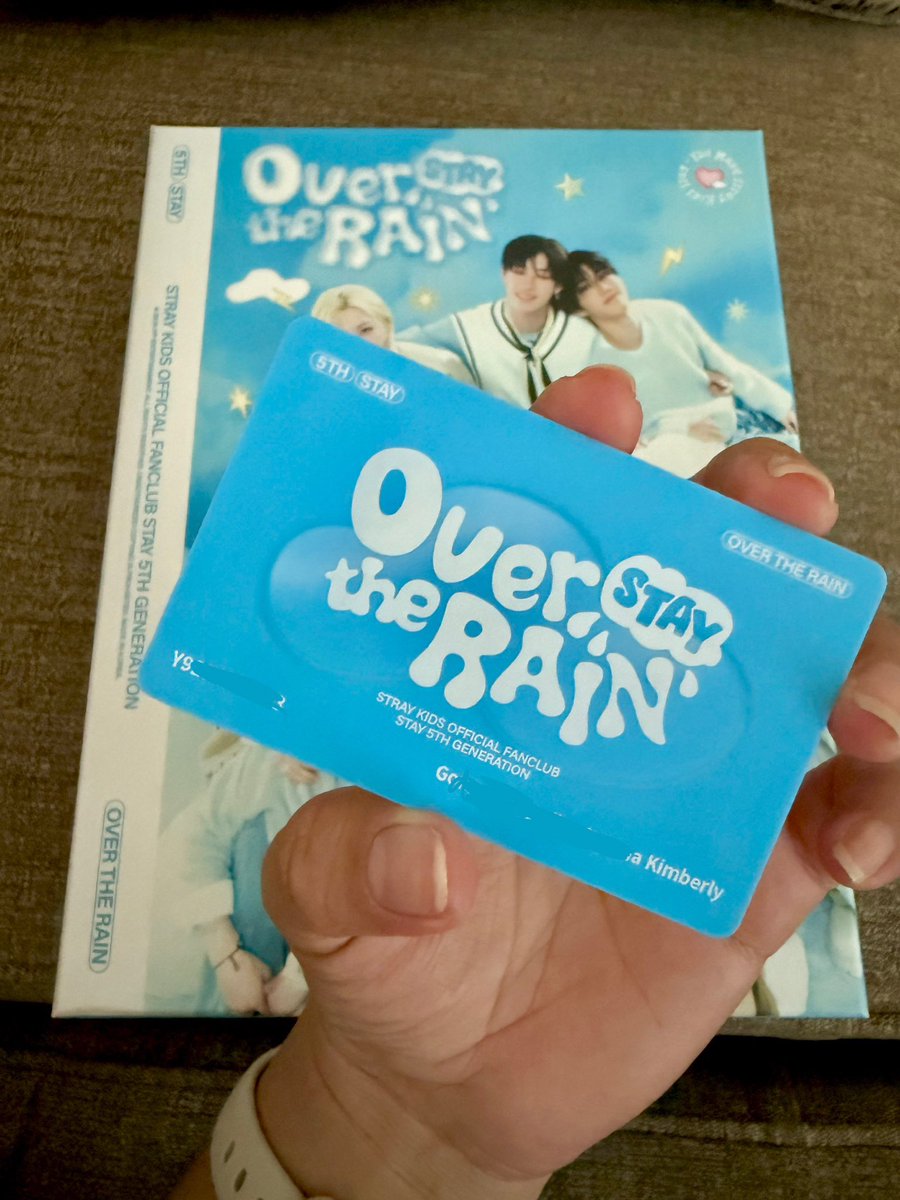 5TH STAY
STRAY KIDS OFFICIAL FANCLUB STAY 5TH GENERATION
OVER THE RAIN
Over
STAY
the RAiN
5TH STAY
OVER THE RAIN
Over
the RAiN
STAY
STRAY KIDS OFFICIAL FANCLUB
STAY 5TH GENERATION
Kimberly